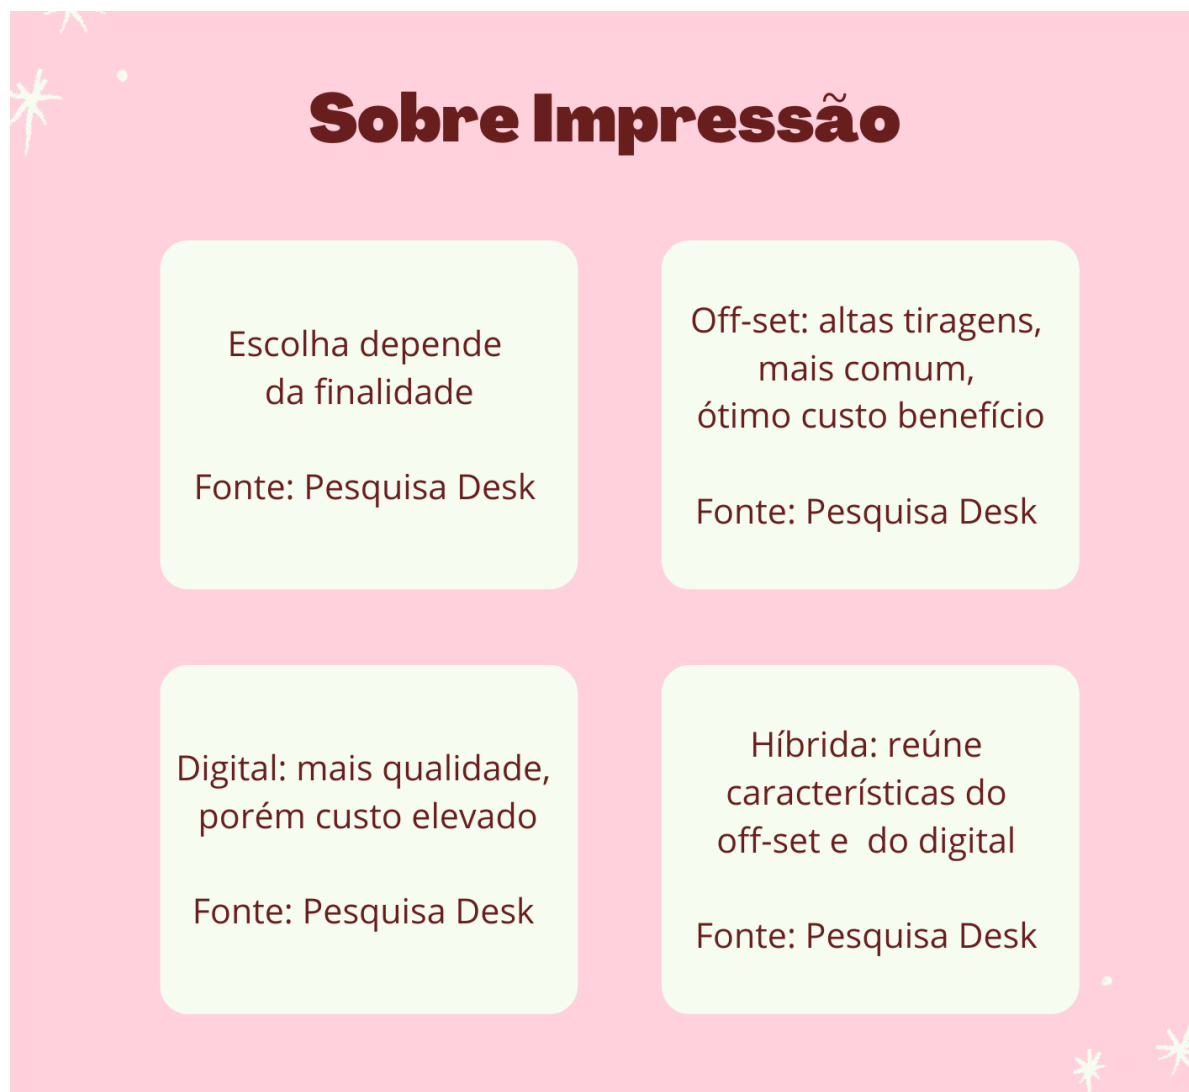 Sobre Impressão
Escolha depende
da finalidade
Fonte: Pesquisa Desk
Off-set: altas tiragens,
mais comum,
ótimo custo benefício
Fonte: Pesquisa Desk
Digital: mais qualidade,
porém custo elevado
Fonte: Pesquisa Desk
Híbrida: reúne
características do
off-set e  do digital
Fonte: Pesquisa Desk